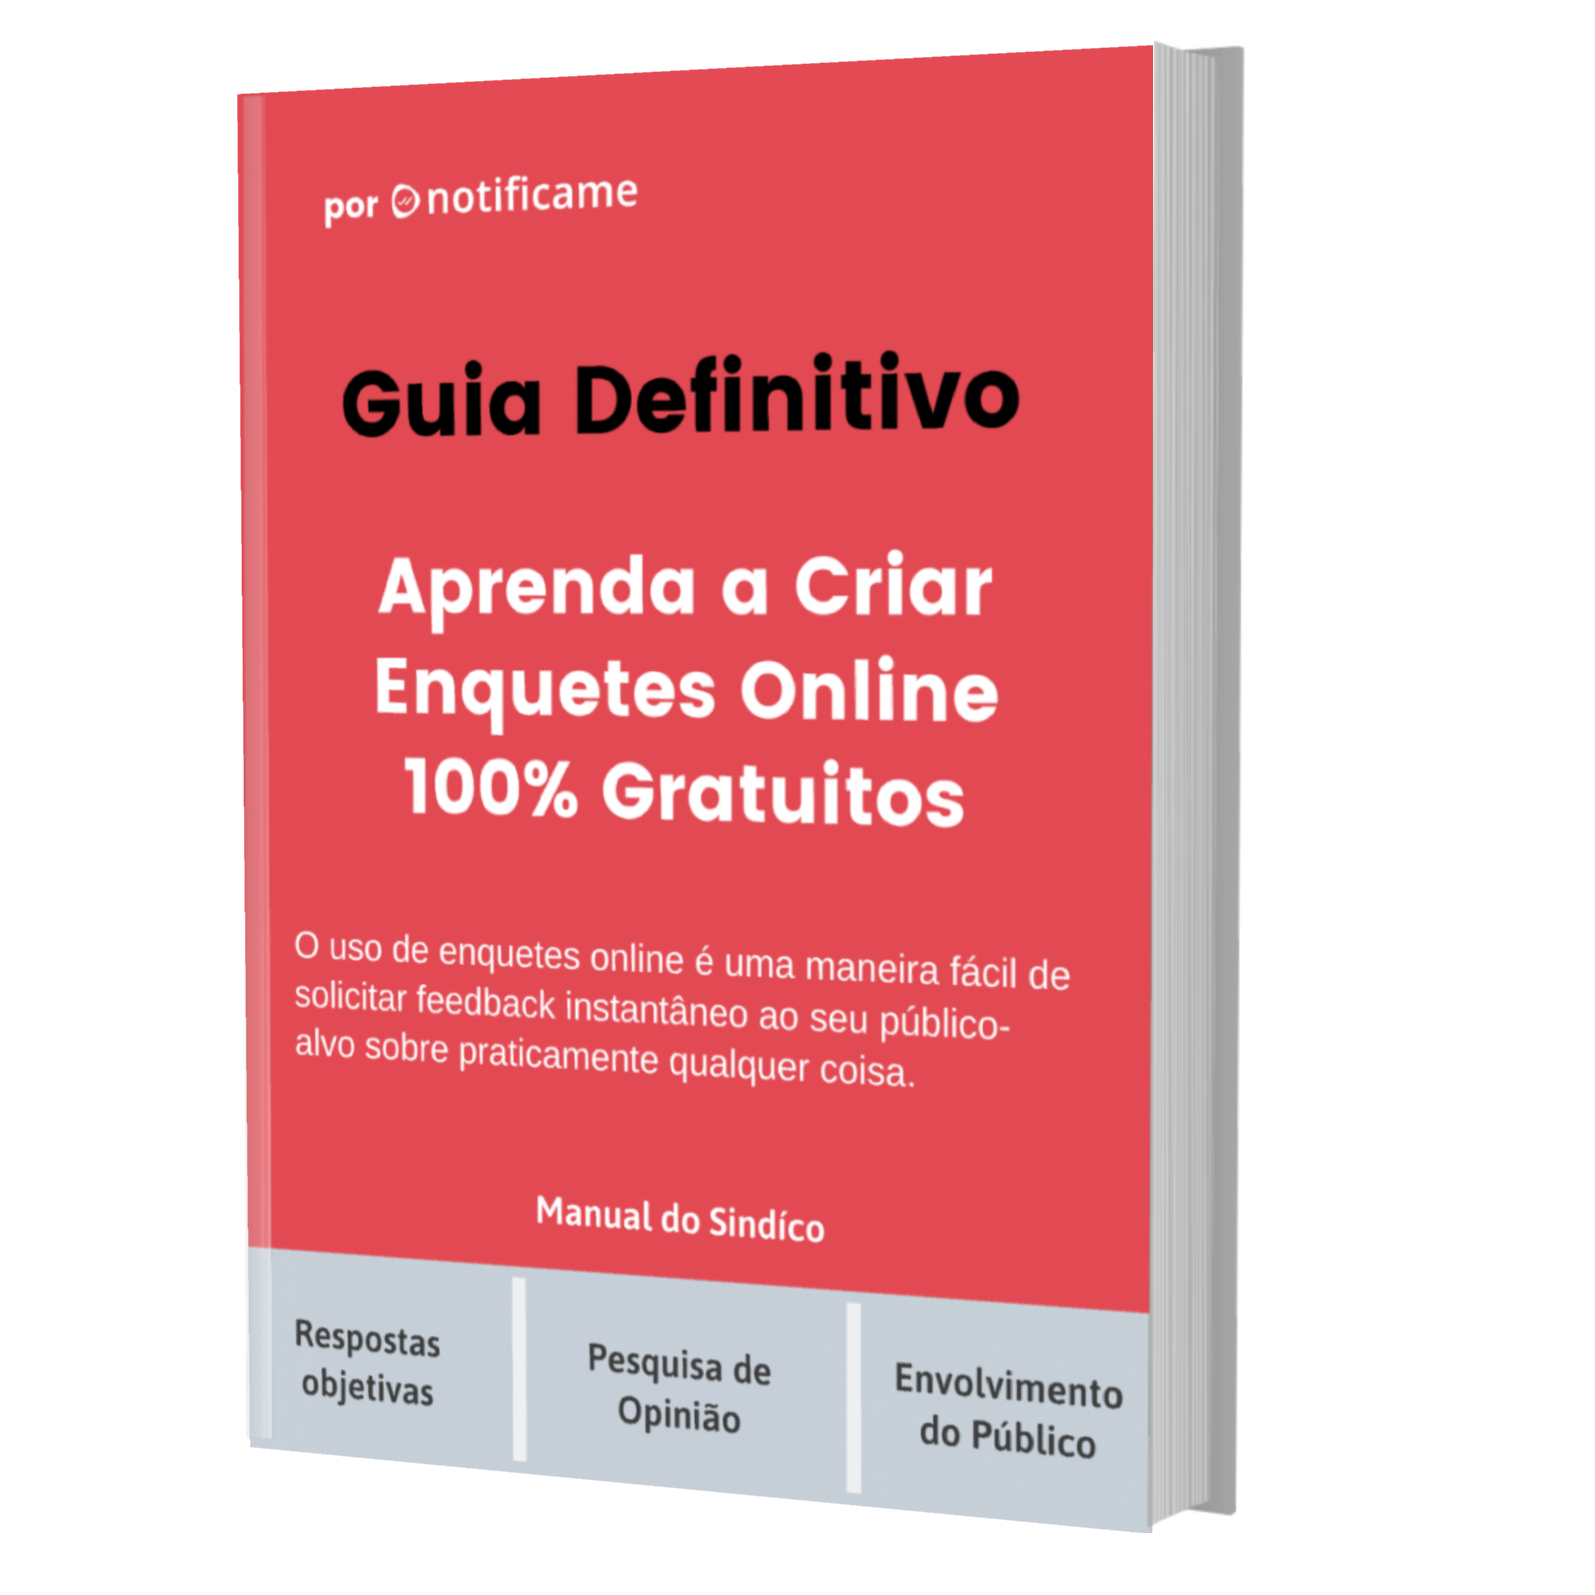 por notificame
Guia Definitivo
Aprenda a Criar
Enquetes Online
100% Gratuitos
O uso de enquetes online é uma maneira fácil de
solicitar feedback instantâneo ao seu público-
alvo sobre praticamente qualquer coisa.
Manual do Sindíco
Respostas
objetivas
Pesquisa de
Opinião
Envolvimento
do Público